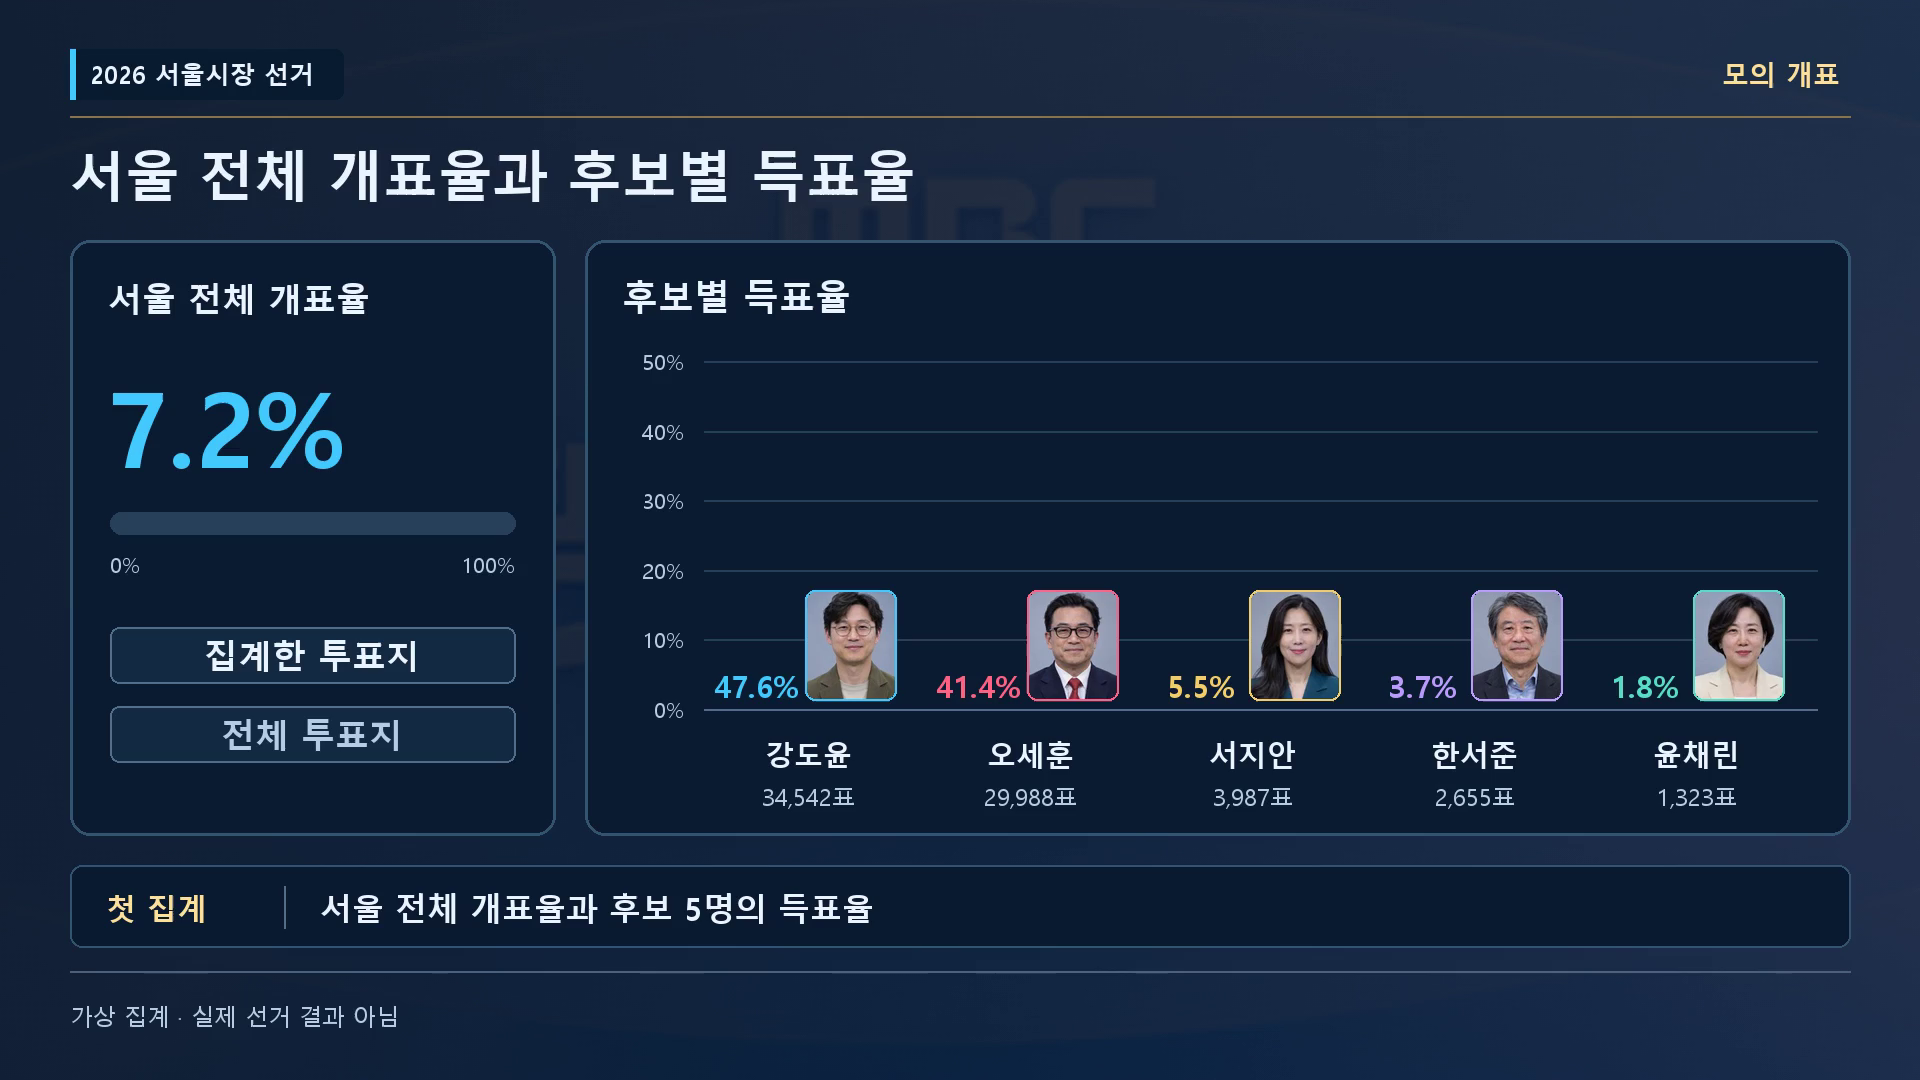 2026 서울시장 선거
모의 개표
서울 전체 개표율과 후보별 득표율
MBC
서울 전체 개표율
7.2%
0% 100%
집계한 투표지
전체 투표지
후보별 득표율
50%
40%
30%
20%
10%
0%
47.6% 41.4% 5.5% 3.7% 1.8%
강도윤 오세훈 서지안 한서준 윤채린
34,542표 29,988표 3,987표 2,655표 1,323표
첫 집계 서울 전체 개표율과 후보 5명의 득표율
가상 집계 · 실제 선거 결과 아님